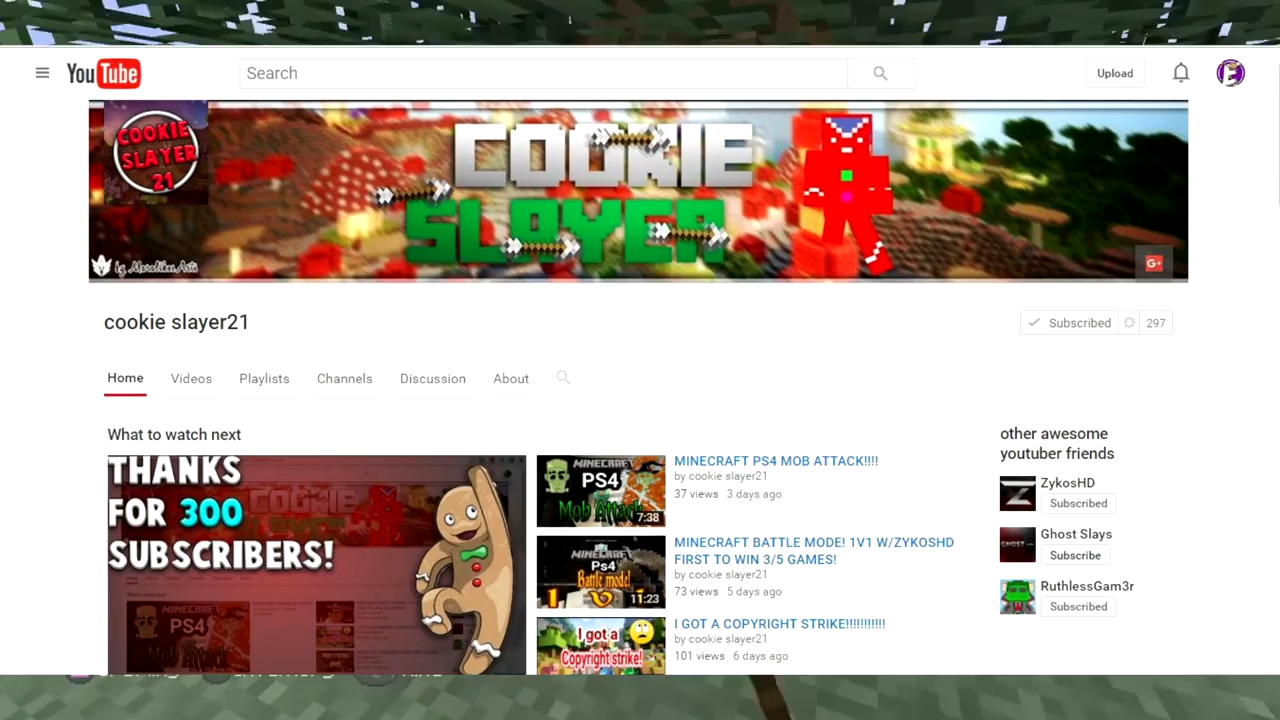 YouTube
Search
Upload
COOKIE
SLAYER
21
COOKIE
SLAYER
G+
cookie slayer21
Subscribed
297
Home
Videos
Playlists
Channels
Discussion
About
What to watch next
THANKS
FOR 300
SUBSCRIBERS!
MINECRAFT
PS4
Mob Attack
7:38
MINECRAFT PS4 MOB ATTACK!!!!
by cookie slayer21
37 views 3 days ago
MINECRAFT
Ps4
Battle mode!
11:23
MINECRAFT BATTLE MODE! 1V1 W/ZYKOSHD
FIRST TO WIN 3/5 GAMES!
by cookie slayer21
73 views 5 days ago
I got a
Copyright strike!
I GOT A COPYRIGHT STRIKE!!!!!!!!!!!
by cookie slayer21
101 views 6 days ago
other awesome
youtuber friends
ZykosHD
Subscribed
Ghost Slays
Subscribe
RuthlessGam3r
Subscribed